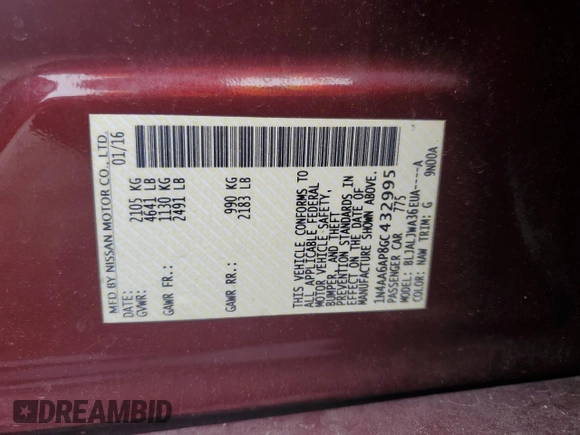 MFD BY NISSAN MOTOR CO., LTD.
DATE: 01/16
GVWR: 2105 KG
4641 LB
GAWR FR.: 1130 KG
2491 LB
GAWR RR.: 990 KG
2183 LB
THIS VEHICLE CONFORMS TO
ALL APPLICABLE FEDERAL
MOTOR VEHICLE SAFETY,
BUMPER, AND THEFT
PREVENTION STANDARDS IN
EFFECT ON THE DATE OF
MANUFACTURE SHOWN ABOVE.
1N4AA6AP8GC432995
PASSENGER CAR 775
MODEL: BLJALJWA36EUA----A
COLOR: NAW TRIM: G 9N00A
DREAMBID